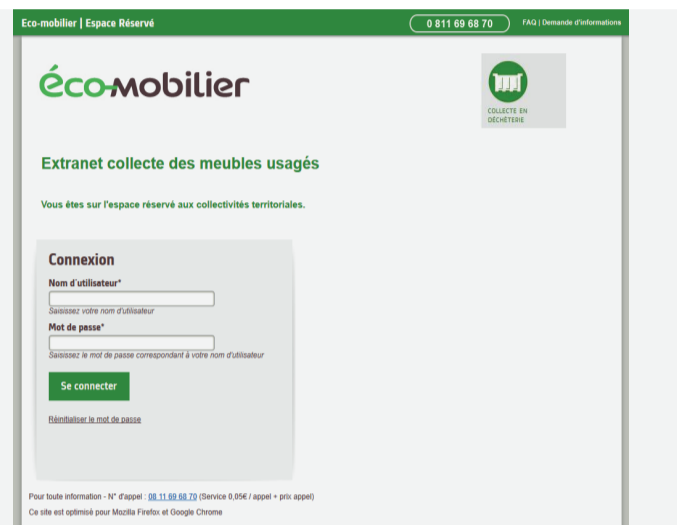 Eco-mobilier | Espace Réservé
0 811 69 68 70
FAQ | Demande d'informations
éco-mobilier
COLLECTE EN
DÉCHÈTERIE
Extranet collecte des meubles usagés
Vous êtes sur l'espace réservé aux collectivités territoriales.
Connexion
Nom d'utilisateur*
Saisissez votre nom d'utilisateur
Mot de passe*
Saisissez le mot de passe correspondant à votre nom d'utilisateur
Se connecter
Réinitialiser le mot de passe
Pour toute information - N° d'appel : 08 11 69 68 70 (Service 0,05€ / appel + prix appel)
Ce site est optimisé pour Mozilla Firefox et Google Chrome